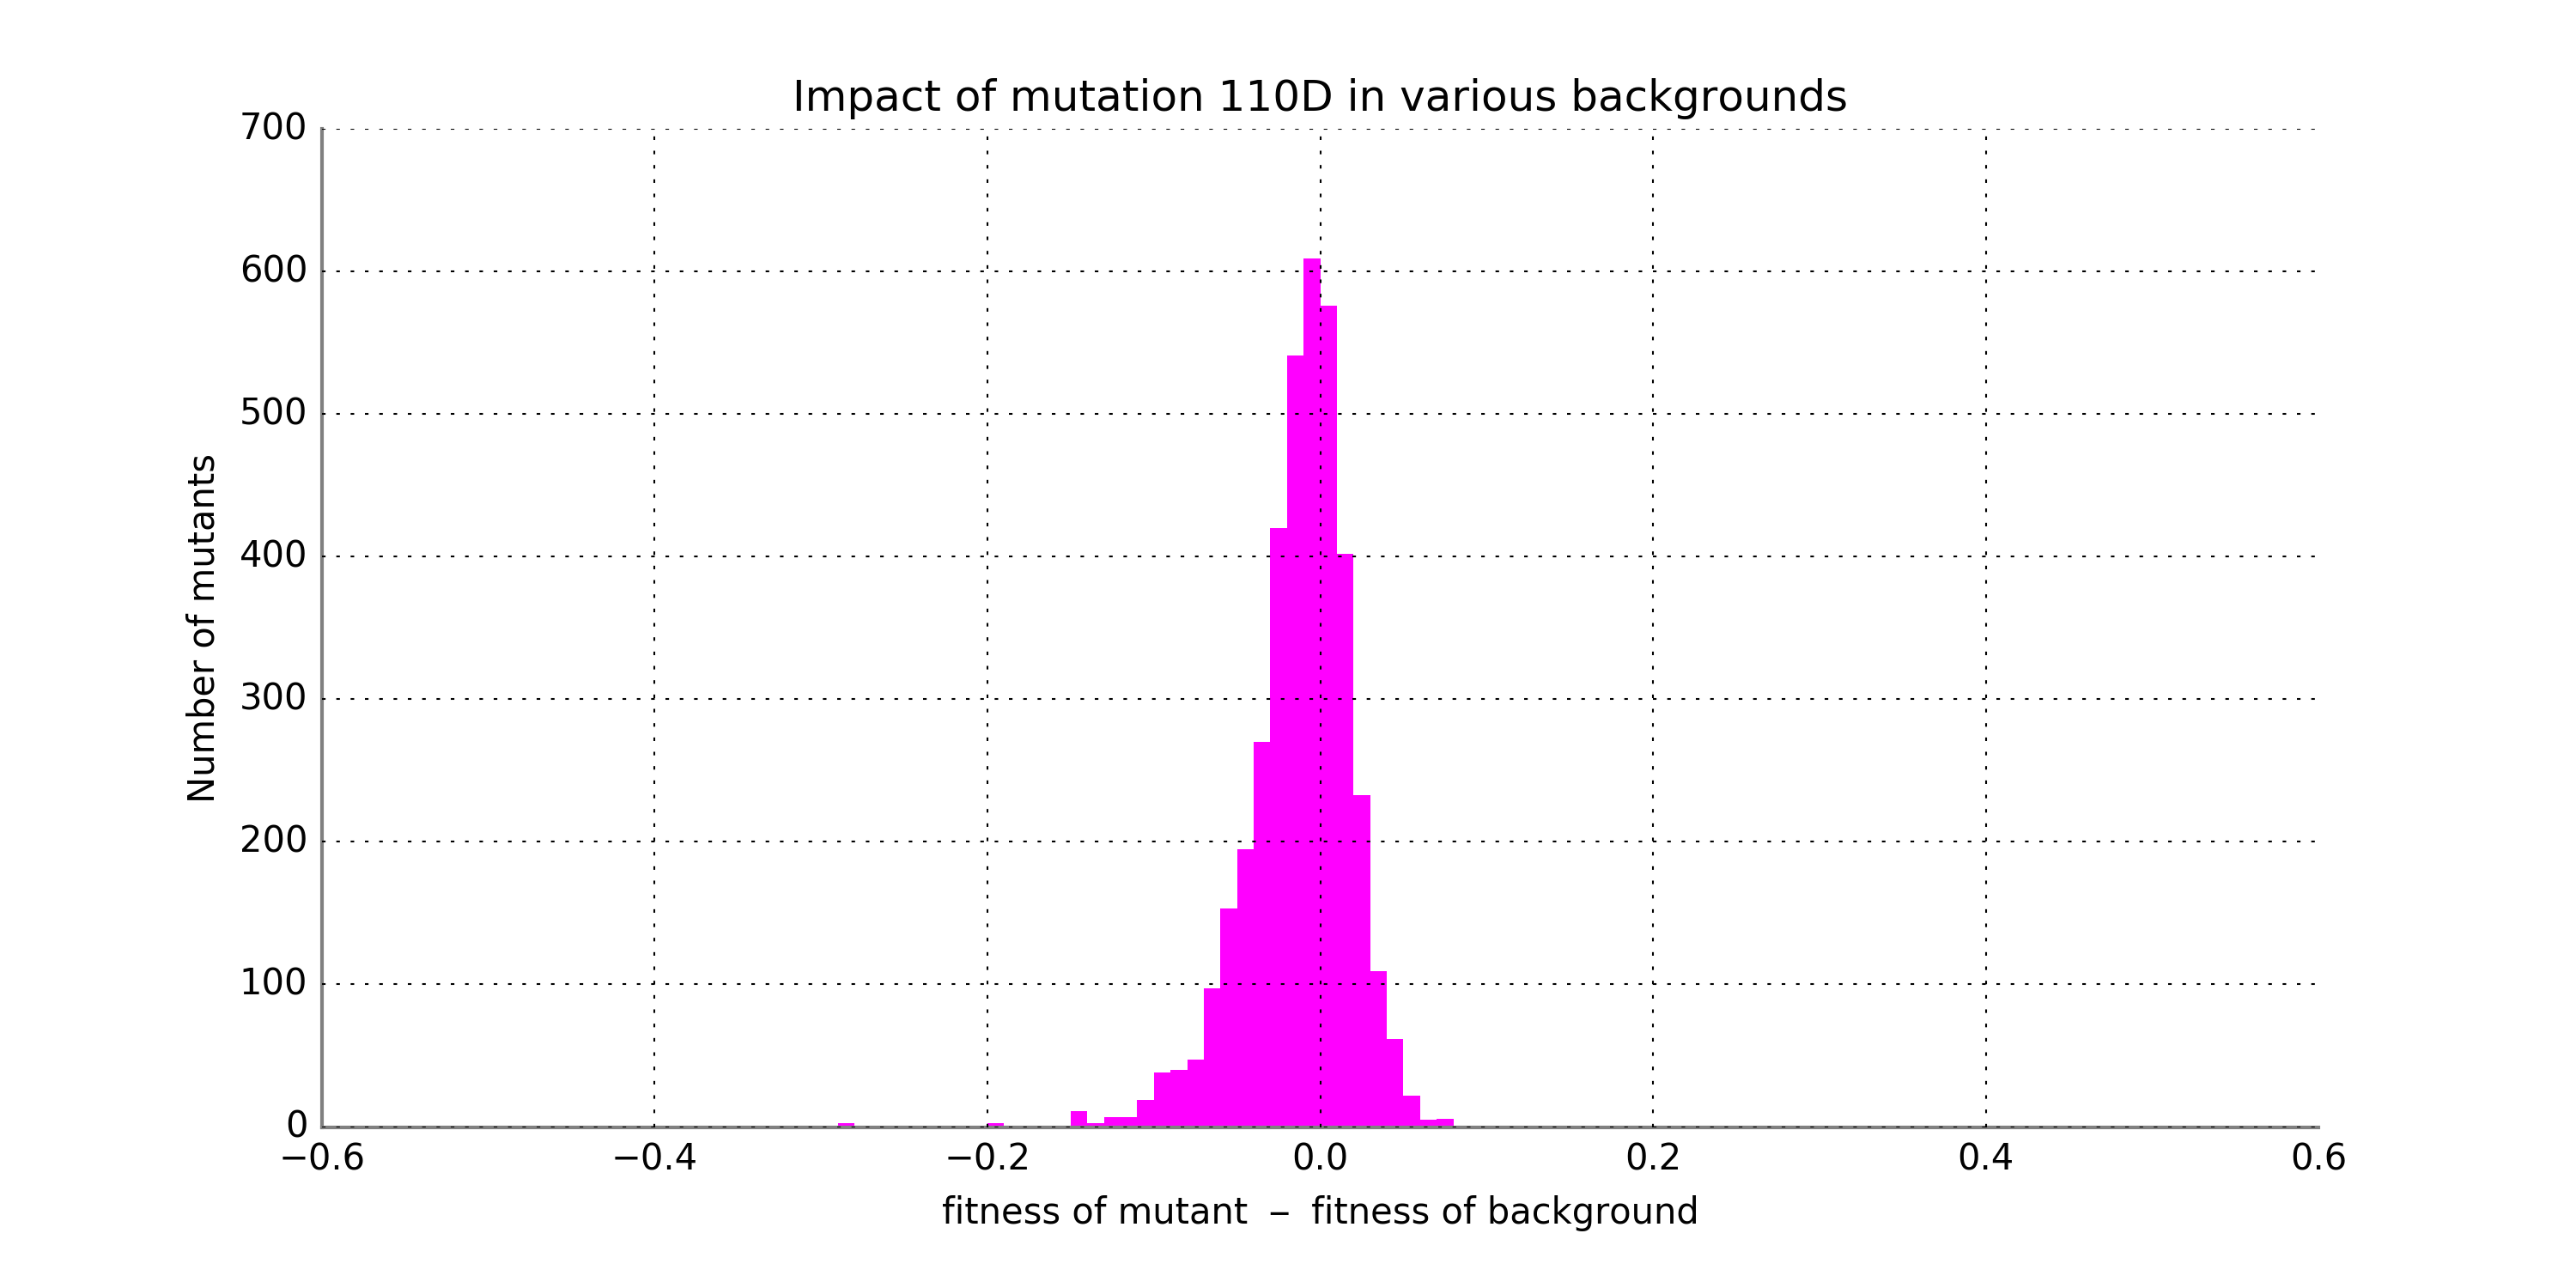 Impact of mutation 110D in various backgrounds
700
600
500
400
300
200
100
0
Number of mutants
−0.6 −0.4 −0.2 0.0 0.2 0.4 0.6
fitness of mutant − fitness of background